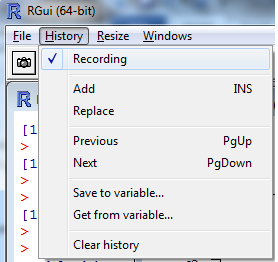 RGui (64-bit)
File History Resize Windows
Recording
Add INS
Replace
Previous PgUp
Next PgDown
Save to variable...
Get from variable...
Clear history
[1
>
[1
>
>
[1
>
>